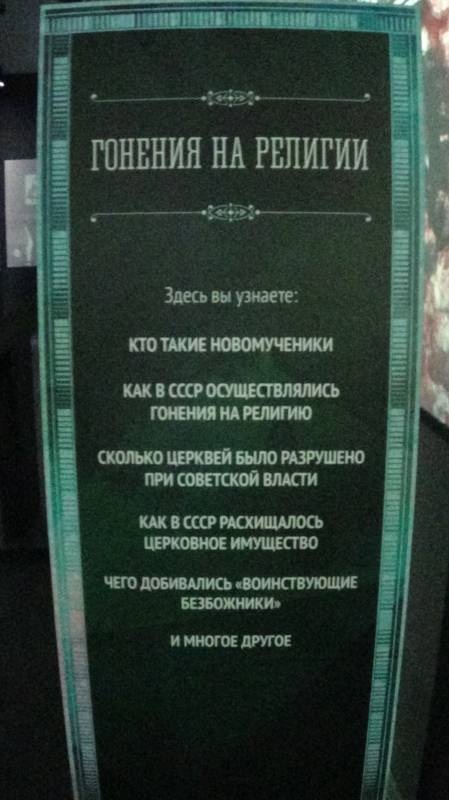 ГОНЕНИЯ НА РЕЛИГИИ
Здесь вы узнаете:
КТО ТАКИЕ НОВОМУЧЕНИКИ
КАК В СССР ОСУЩЕСТВЛЯЛИСЬ
ГОНЕНИЯ НА РЕЛИГИЮ
СКОЛЬКО ЦЕРКВЕЙ БЫЛО РАЗРУШЕНО
ПРИ СОВЕТСКОЙ ВЛАСТИ
КАК В СССР РАСХИЩАЛОСЬ
ЦЕРКОВНОЕ ИМУЩЕСТВО
ЧЕГО ДОБИВАЛИСЬ «ВОИНСТВУЮЩИЕ
БЕЗБОЖНИКИ»
И МНОГОЕ ДРУГОЕ